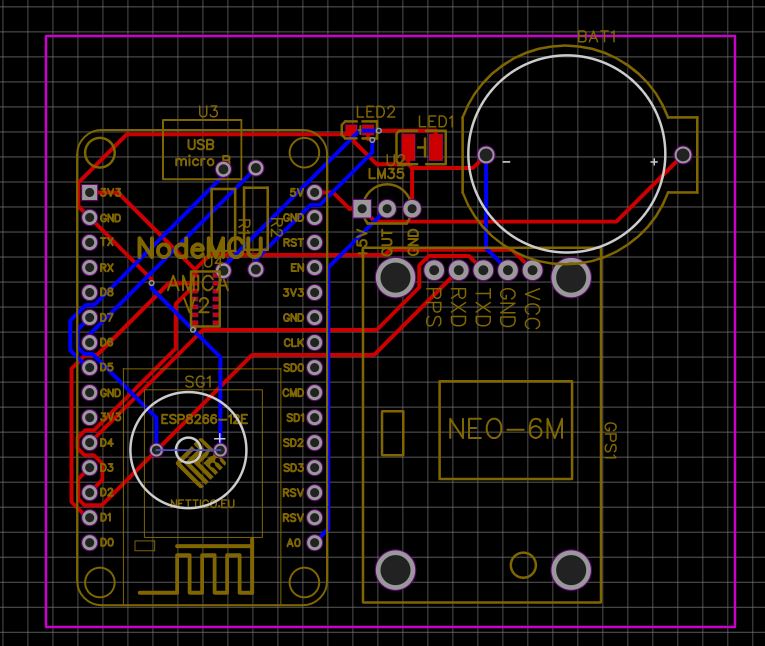 BAT1
LED2
U3
LED1
USB
micro B
U2
LM35
3V3
5V
GND
GND
R1
R2
TX
RST
+5V
OUT
GND
NodeMCU
RX
EN
U4
AMICA
V2
D8
3V3
PPS
RXD
TXD
GND
VCC
D7
GND
D6
CLK
D5
SD0
SG1
GND
CMD
3V3
ESP8266-12E
SD1
NEO-6M
GPS1
D4
+
SD2
D3
SD3
D2
RSV
NETTIGO.EU
D1
RSV
D0
A0